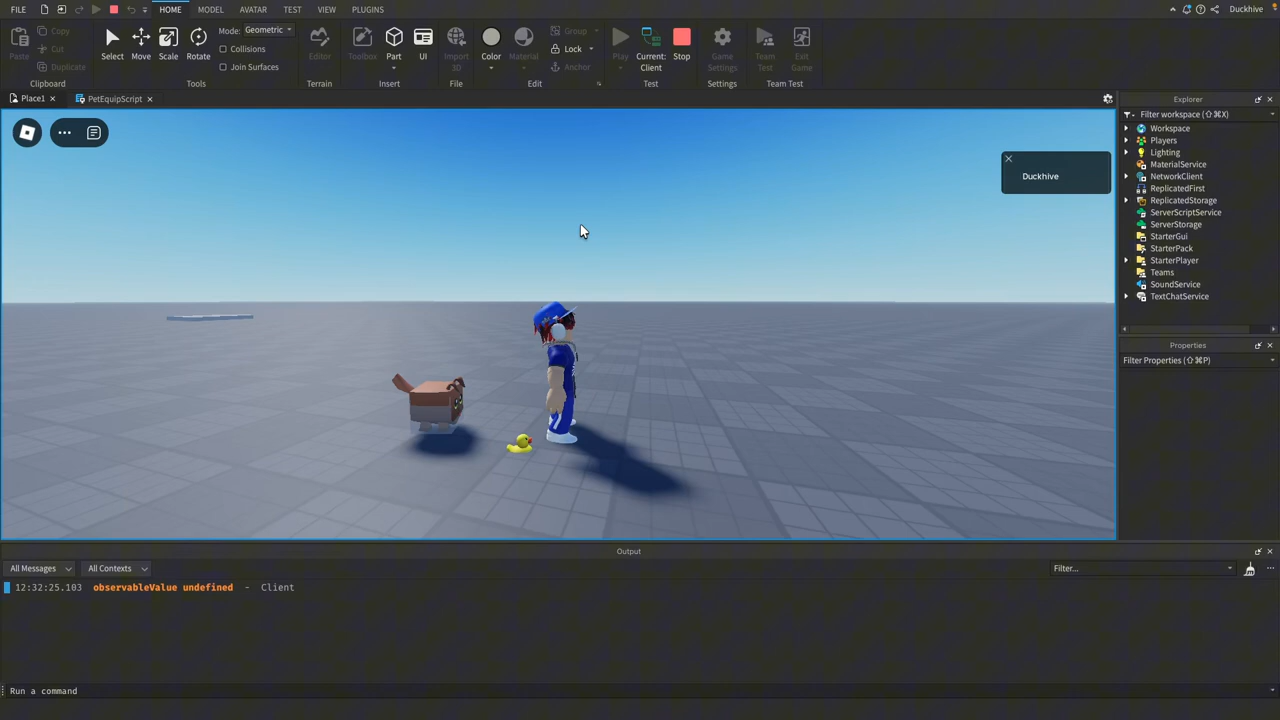 FILE
HOME MODEL AVATAR TEST VIEW PLUGINS
Duckhive
Paste Copy Cut Duplicate
Clipboard
Select Move Scale Rotate
Mode: Geometric
Collisions
Join Surfaces
Tools
Editor
Terrain
Toolbox Part UI
Insert
Import
3D
File
Color Material
Group
Lock
Anchor
Edit
Play Current:
Client Stop
Test
Game
Settings
Settings
Team
Test Exit
Game
Team Test
Place1 PetEquipScript
Duckhive
Explorer
Filter workspace (⇧⌘X)
Workspace
Players
Lighting
MaterialService
NetworkClient
ReplicatedFirst
ReplicatedStorage
ServerScriptService
ServerStorage
StarterGui
StarterPack
StarterPlayer
Teams
SoundService
TextChatService
Properties
Filter Properties (⇧⌘P)
Output
All Messages All Contexts Filter...
12:32:25.103 observableValue undefined - Client
Run a command